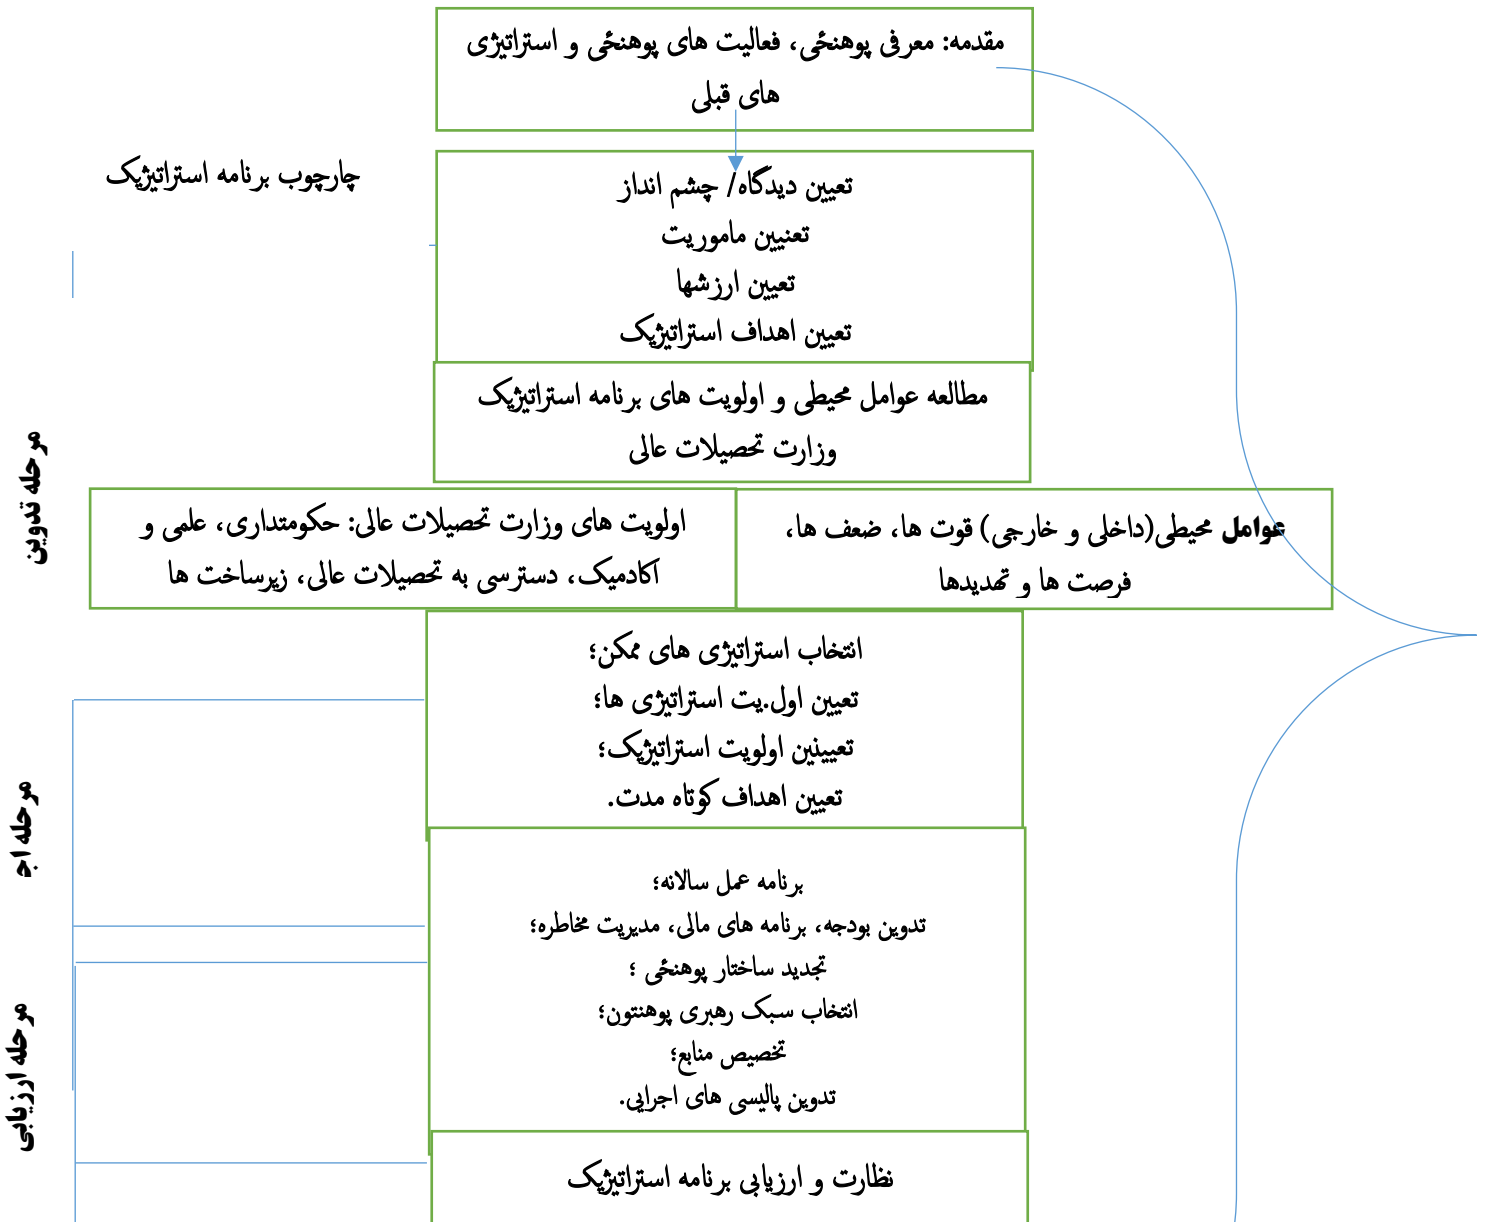 مقدمه: معرفی پوهنځی، فعالیت های پوهنځی و استراتیژی
های قبلی
چارچوب برنامه استراتیژیک
تعیین دیدگاه/ چشم انداز
تعنیین ماموریت
تعیین ارزشها
تعیین اهداف استراتیژیک
مطالعه عوامل محیطی و اولویت های برنامه استراتیژیک
وزارت تحصیلات عالی
مرحله تدوین
عوامل محیطی(داخلی و خارجی) قوت ها، ضعف ها،
فرصت ها و تهدیدها
اولویت های وزارت تحصیلات عالی: حکومتداری، علمی و
اکادمیک، دسترسی به تحصیلات عالی، زیرساخت ها
انتخاب استراتیژی های ممکن؛
تعیین اول.یت استراتیژی ها؛
تعیینین اولویت استراتیژیک؛
تعیین اهداف کوتاه مدت.
مرحله اج
برنامه عمل سالانه؛
تدوین بودجه، برنامه های مالی، مدیریت مخاطره؛
تجدید ساختار پوهنځی ؛
انتخاب سبک رهبری پوهنتون؛
تخصیص منابع؛
تدوین پالیسی های اجرایی.
مرحله ارزیابی
نظارت و ارزیابی برنامه استراتیژیک